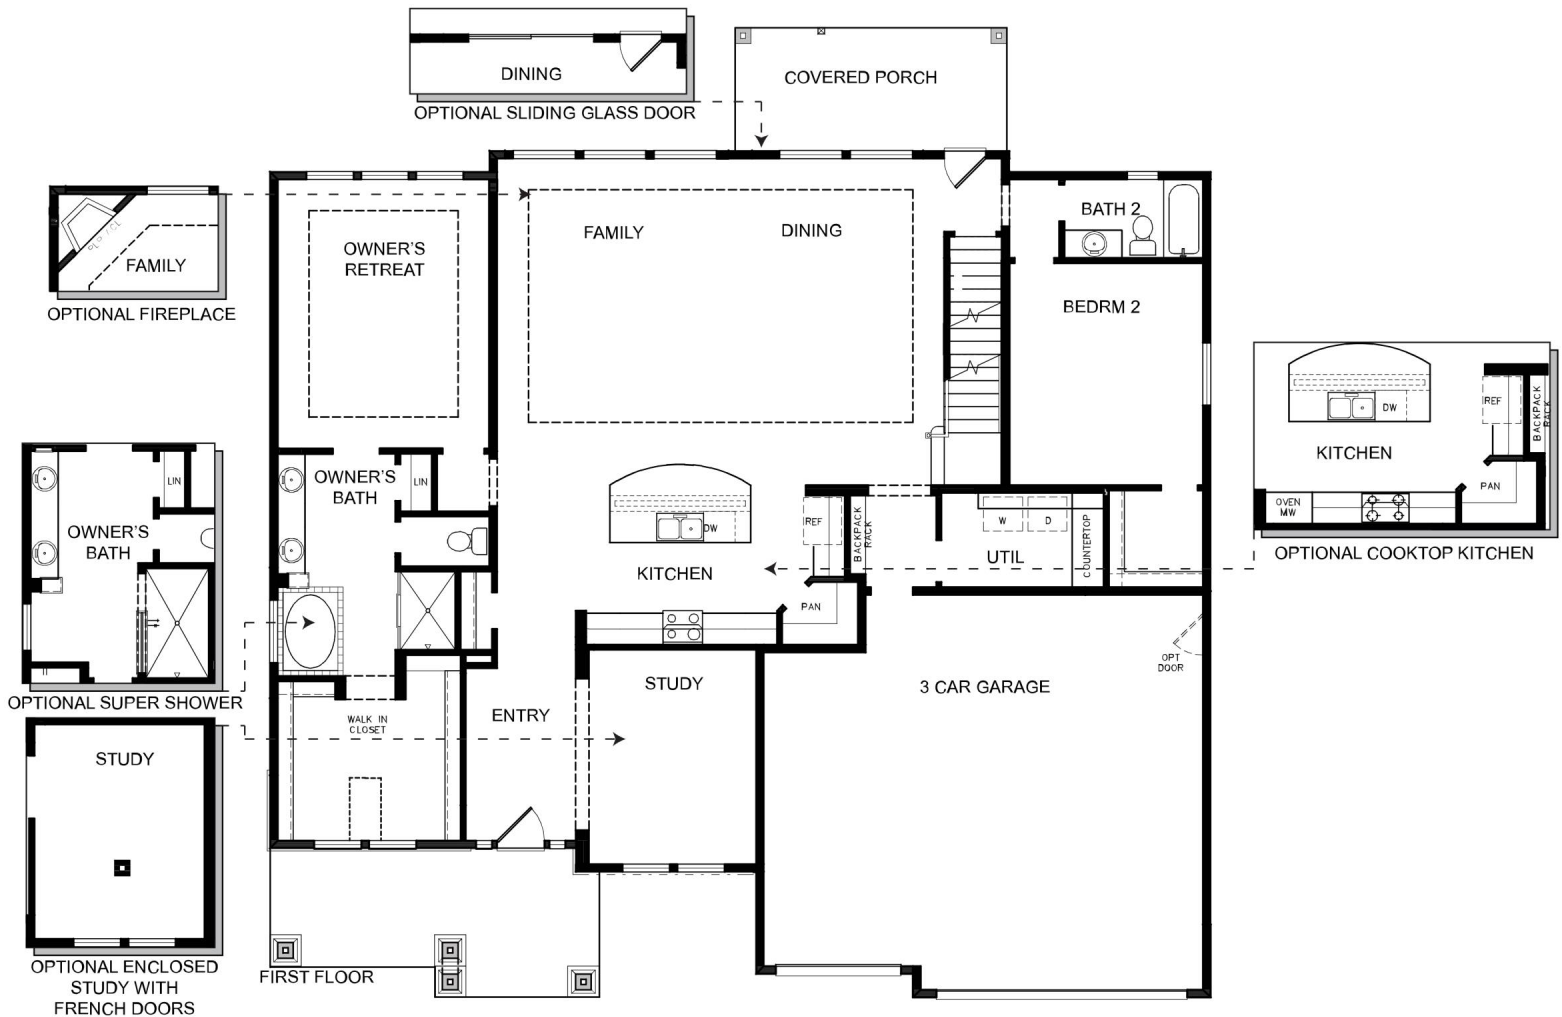 DINING
OPTIONAL SLIDING GLASS DOOR
COVERED PORCH
FAMILY
OPTIONAL FIREPLACE
OWNER'S
RETREAT
FAMILY
DINING
BATH 2
BEDRM 2
OWNER'S
BATH
LIN
LIN
OWNER'S
BATH
OPTIONAL SUPER SHOWER
DW
KITCHEN
REF
BACKPACK
RACK
PAN
W
D
UTIL
COUNTERTOP
REF
BACKPACK
RACK
DW
KITCHEN
PAN
OVEN
MW
OPTIONAL COOKTOP KITCHEN
OPT
DOOR
3 CAR GARAGE
STUDY
ENTRY
WALK IN
CLOSET
STUDY
OPTIONAL ENCLOSED
STUDY WITH
FRENCH DOORS
FIRST FLOOR